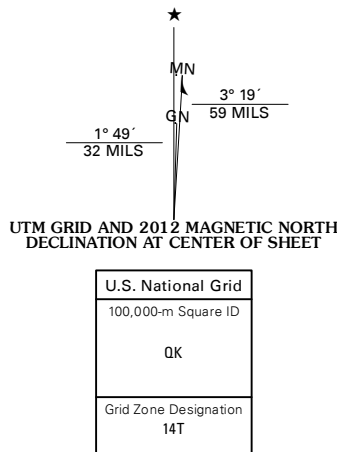 ★
MN
3° 19´
59 MILS
GN
1° 49´
32 MILS
UTM GRID AND 2012 MAGNETIC NORTH
DECLINATION AT CENTER OF SHEET
U.S. National Grid
100,000-m Square ID
QK
Grid Zone Designation
14T